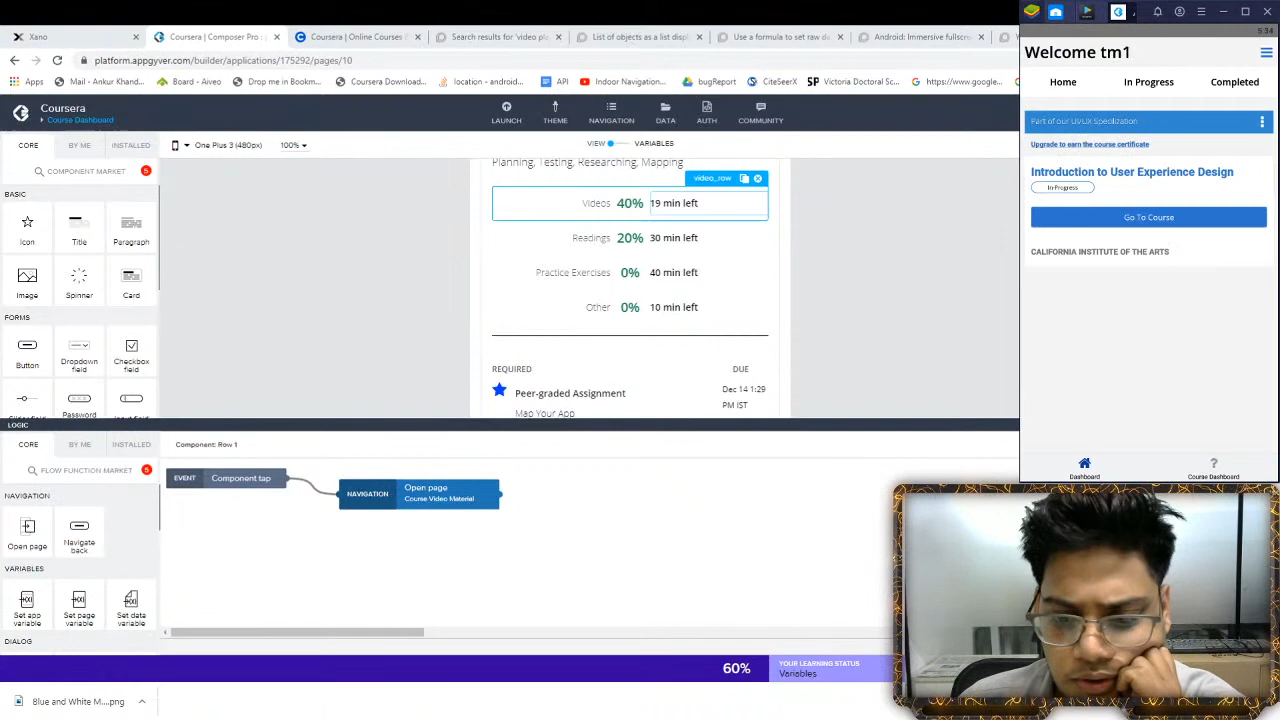 Xano
Coursera | Composer Pro
Coursera | Online Courses
Search results for 'video pl
List of objects as a list displ
Use a formula to set raw d
Android: Immersive fullscre
platform.appgyver.com/builder/applications/175292/pages/10
Apps
Mail - Ankur Khand...
Board - Aiveo
Drop me in Bookm...
Coursera Download...
location - android...
API
Indoor Navigation...
bugReport
CiteSeerX
SP Victoria Doctoral Sc...
https://www.google...
Coursera
Course Dashboard
LAUNCH
THEME
NAVIGATION
DATA
AUTH
COMMUNITY
CORE
BY ME
INSTALLED
One Plus 3 (480px)
100%
VIEW
VARIABLES
COMPONENT MARKET
5
BASIC
Icon
Title
Paragraph
Image
Spinner
Card
FORMS
Button
Dropdown field
Checkbox field
Password
Planning, Testing, Researching, Mapping
video_row
Videos 40% 19 min left
Readings 20% 30 min left
Practice Exercises 0% 40 min left
Other 0% 10 min left
REQUIRED
DUE
Peer-graded Assignment
Dec 14 1:29
PM IST
Map Your App
LOGIC
CORE
BY ME
INSTALLED
Component: Row 1
FLOW FUNCTION MARKET
5
EVENT
Component tap
NAVIGATION
Open page
Course Video Material
NAVIGATION
Open page
Navigate back
VARIABLES
Set app variable
Set page variable
Set data variable
DIALOG
60%
YOUR LEARNING STATUS
Variables
Blue and White M....png
5:34
Welcome tm1
Home
In Progress
Completed
Part of our UI/UX Speolization
Upgrade to earn the course certificate
Introduction to User Experience Design
In-Progress
Go To Course
CALIFORNIA INSTITUTE OF THE ARTS
Dashboard
Course Dashboard